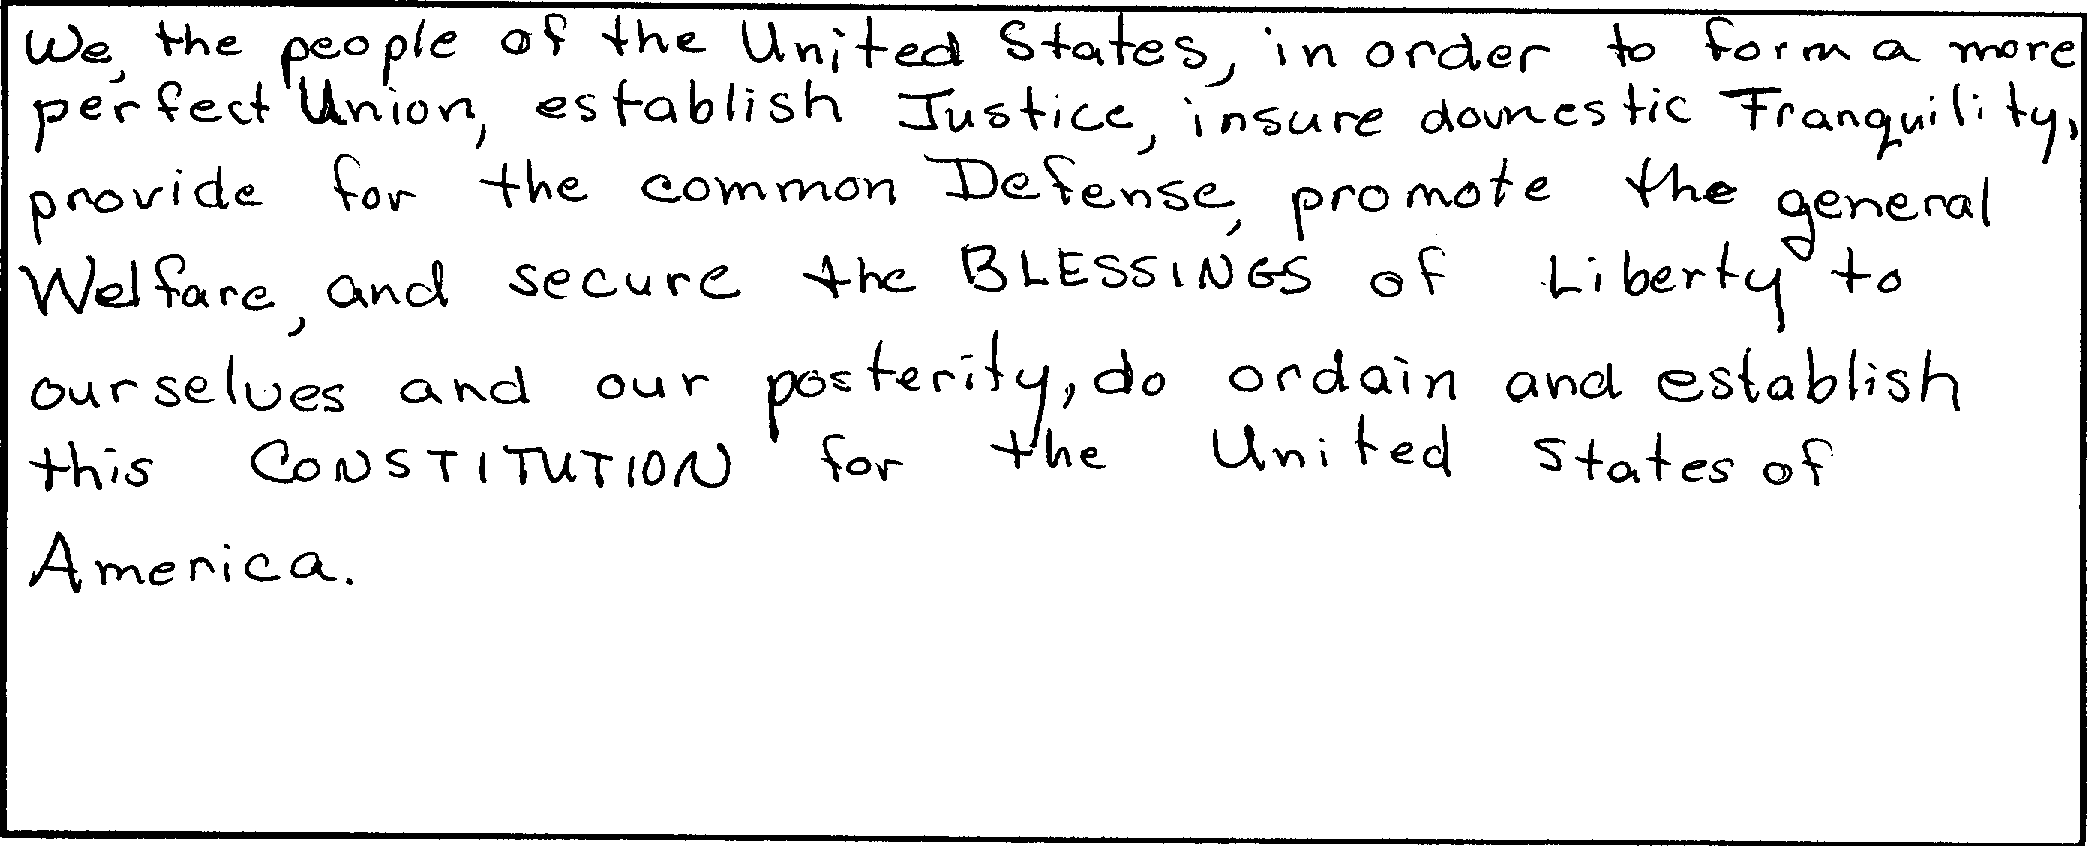 We, the people of the United States, in order to form a more
perfect Union, establish Justice, insure domestic Tranquility,
provide for the common Defense, promote the general
Welfare, and secure the BLESSINGS of Liberty to
ourselves and our posterity, do ordain and establish
this CONSTITUTION for the United States of
America.